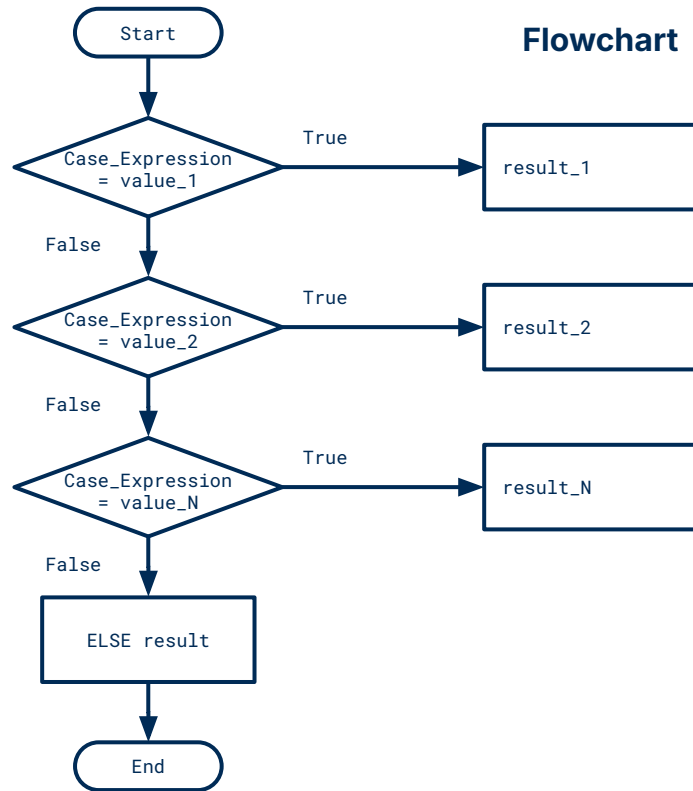 Start
Flowchart
Case_Expression
= value_1
True
result_1
False
Case_Expression
= value_2
True
result_2
False
Case_Expression
= value_N
True
result_N
False
ELSE result
End